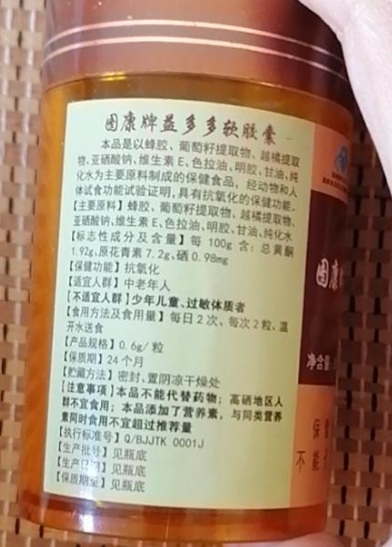 固康牌益多多软胶囊
本品是以蜂胶、葡萄籽提取物、越橘提取
物、亚硒酸钠、维生素E、色拉油、明胶、甘油、纯
化水为主要原料制成的保健食品，经动物和人
体试食功能试验证明，具有抗氧化的保健功能。
【主要原料】蜂胶、葡萄籽提取物、越橘提取物、
亚硒酸钠、维生素E、色拉油、明胶、甘油、纯化水
【标志性成分及含量】每100g含：总黄酮
1.92g、原花青素7.2g、硒0.98mg
【保健功能】抗氧化
【适宜人群】中老年人
【不适宜人群】少年儿童、过敏体质者
【食用方法及食用量】每日2次，每次2粒，温
开水送食
【产品规格】0.6g/粒
【保质期】24个月
【贮藏方法】密封、置阴凉干燥处
【注意事项】本品不能代替药物；高硒地区人
群不宜食用；本品添加了营养素，与同类营养
素同时食用不宜超过推荐量
【执行标准号】Q/BJJTK 0001J
【生产批号】见瓶底
【生产日期】见瓶底
【保质期至】见瓶底
固康
净含量
保
不能